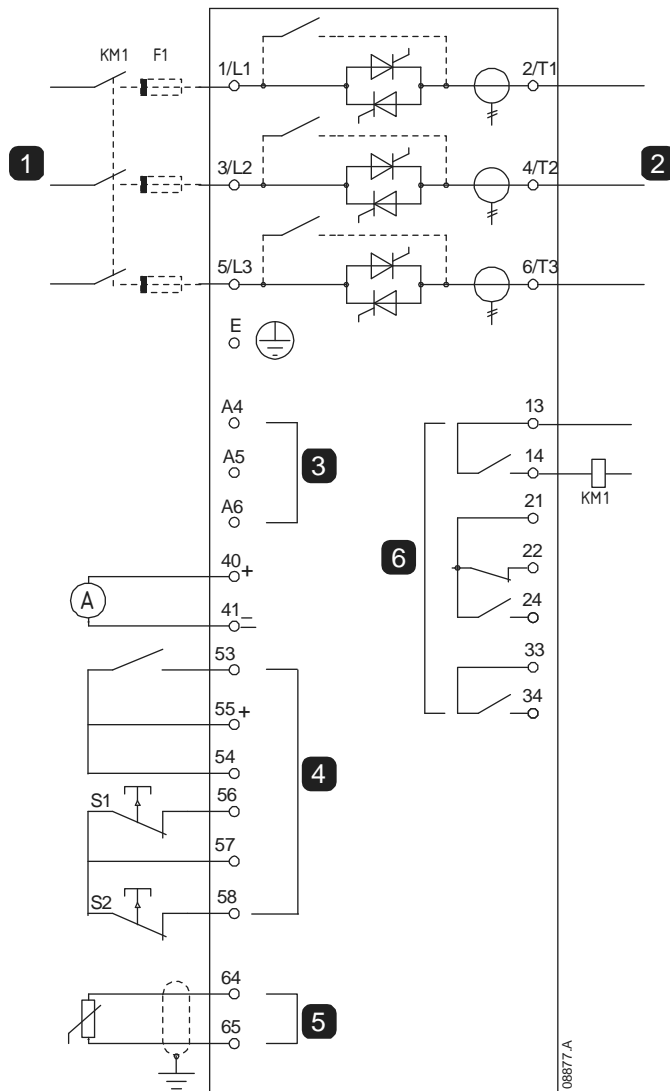 KM1 F1
1/L1 2/T1
1 3/L2 4/T2 2
5/L3 6/T3
E
A4 13
A5 3 14
A6 KM1
21
40 + 6 22
A
41 – 24
53 33
55 + 34
54 4
S1 56
57
S2 58
64
5
65
08877.A